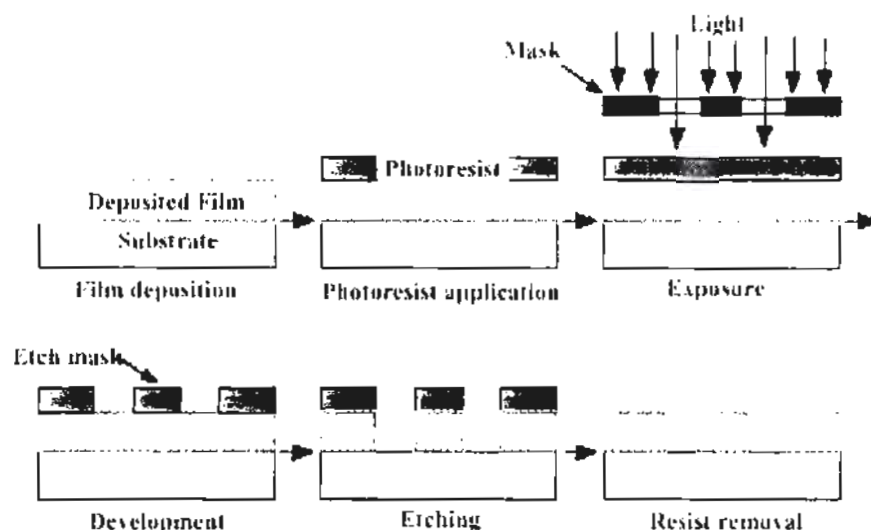 Light
Mask
Photoresist
Deposited Film
Substrate
Film deposition
Photoresist application
Exposure
Etch mask
Development
Etching
Resist removal